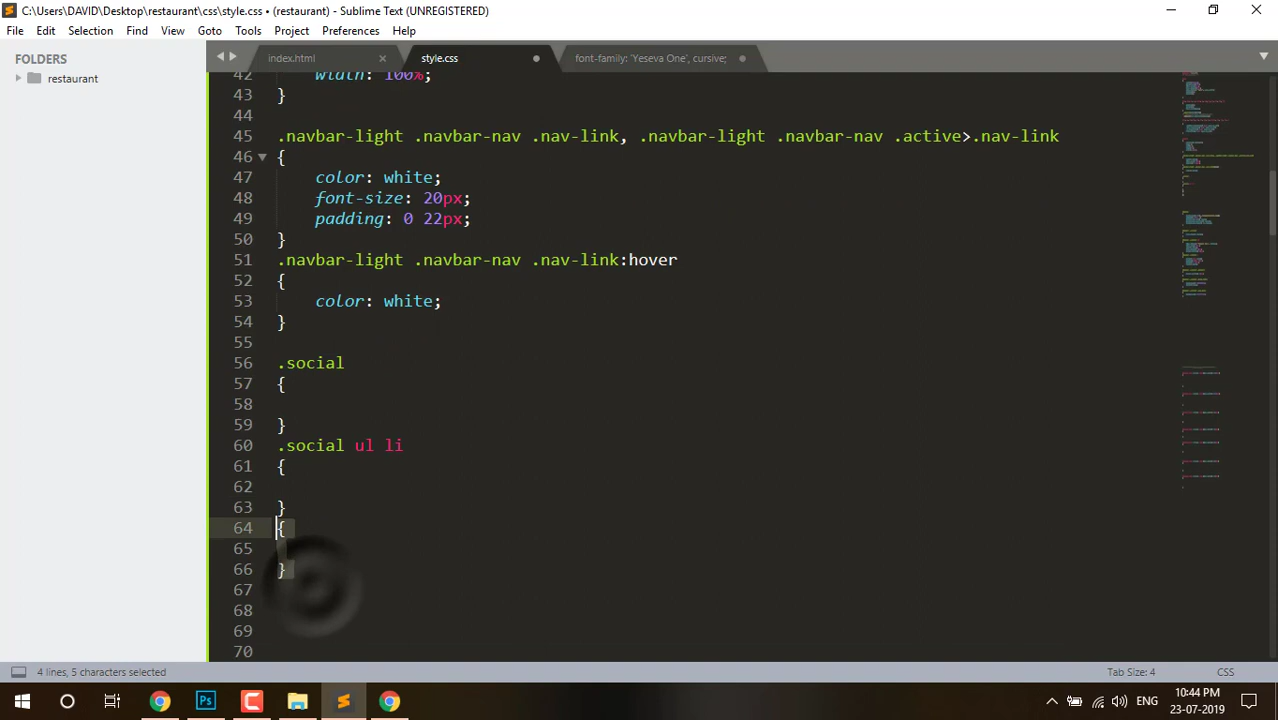 C:\Users\DAVID\Desktop\restaurant\css\style.css • (restaurant) - Sublime Text (UNREGISTERED)
File Edit Selection Find View Goto Tools Project Preferences Help
FOLDERS
restaurant
index.html
style.css
font-family: 'Yeseva One', cursive;
42 width: 100%;
43 }
44
45 .navbar-light .navbar-nav .nav-link, .navbar-light .navbar-nav .active>.nav-link
46 {
47 color: white;
48 font-size: 20px;
49 padding: 0 22px;
50 }
51 .navbar-light .navbar-nav .nav-link:hover
52 {
53 color: white;
54 }
55
56 .social
57 {
58
59 }
60 .social ul li
61 {
62
63 }
64 {
65
66 }
67
68
69
70
4 lines, 5 characters selected
Tab Size: 4
CSS
Ps
ENG
10:44 PM
23-07-2019